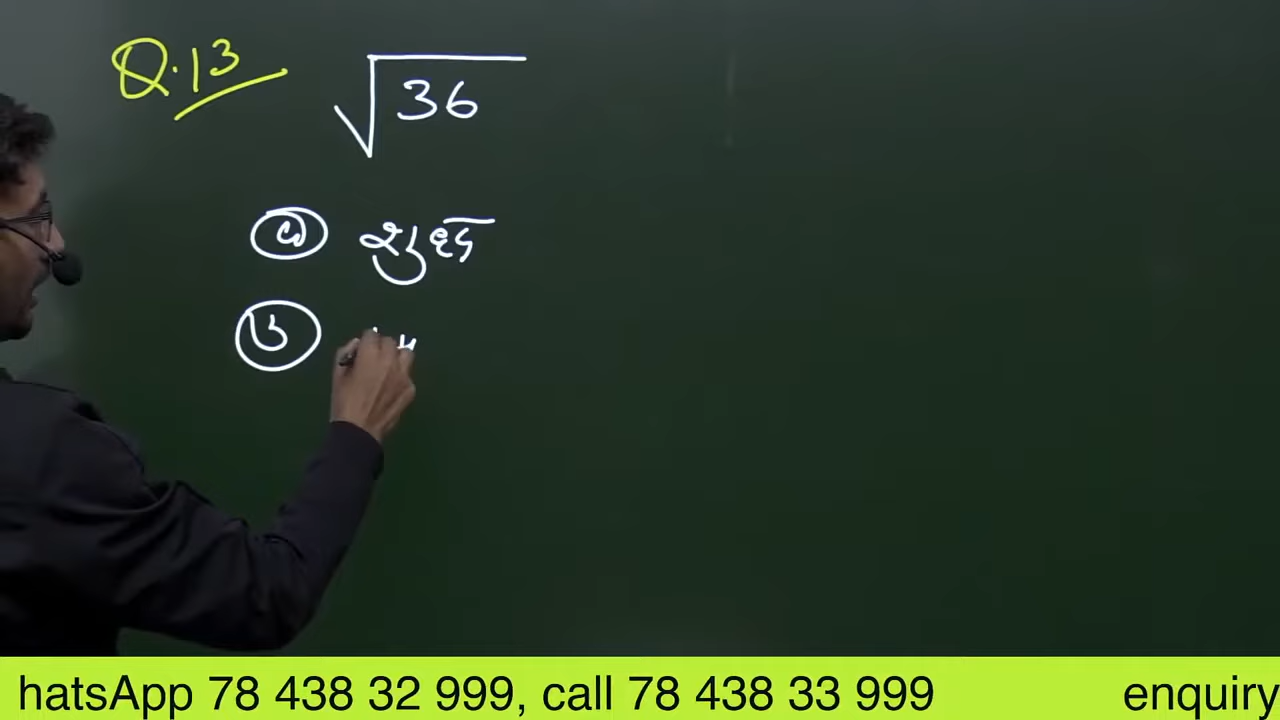 Q.13
√36
(a) शुद्ध
(b)
hatsApp 78 438 32 999, call 78 438 33 999 enquiry